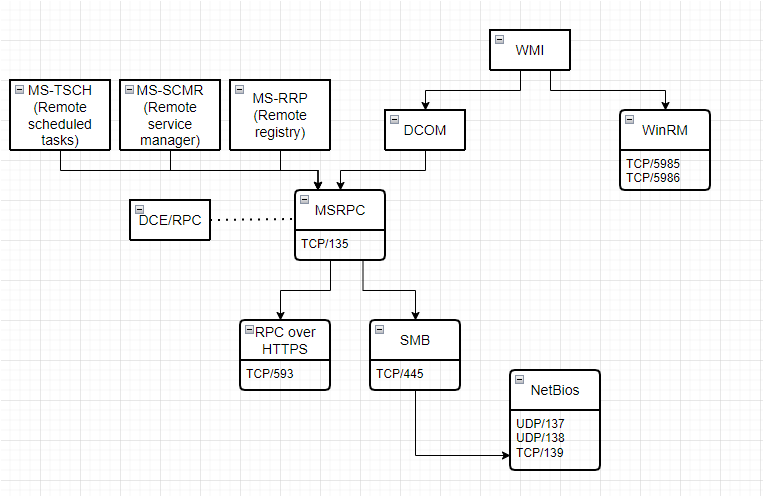 WMI
MS-TSCH
(Remote
scheduled
tasks)
MS-SCMR
(Remote
service
manager)
MS-RRP
(Remote
registry)
DCOM
WinRM
TCP/5985
TCP/5986
DCE/RPC
MSRPC
TCP/135
RPC over
HTTPS
TCP/593
SMB
TCP/445
NetBios
UDP/137
UDP/138
TCP/139